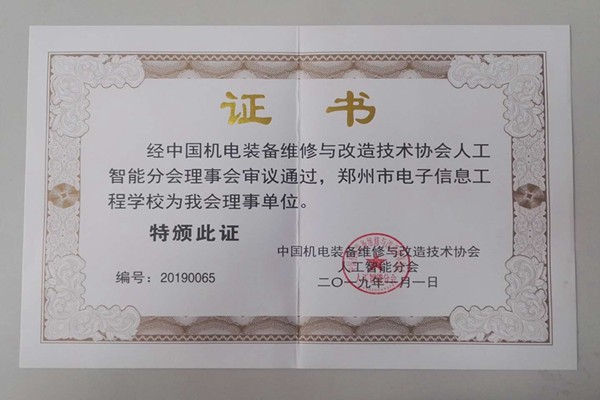 证 书
经中国机电装备维修与改造技术协会人工
智能分会理事会审议通过，郑州市电子信息工
程学校为我会理事单位。
特颁此证
中国机电装备维修与改造技术协会
人工智能分会
编号：20190065
二〇一九年 月一日